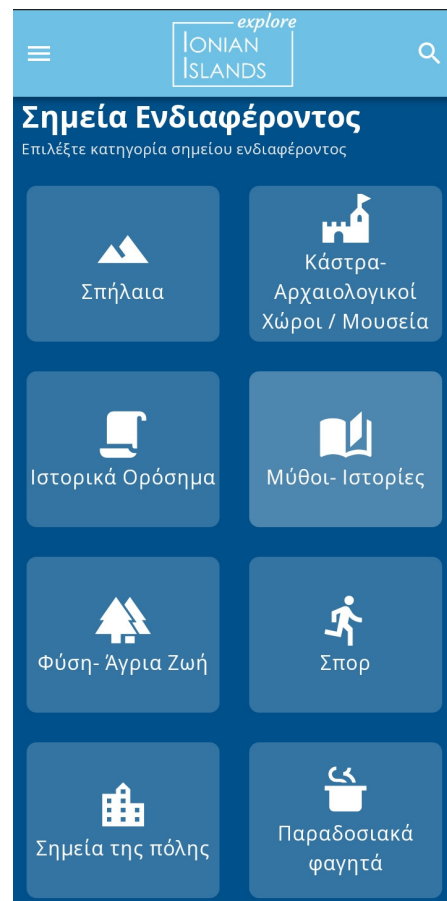 explore
IONIAN
ISLANDS
Σημεία Ενδιαφέροντος
Επιλέξτε κατηγορία σημείου ενδιαφέροντος
Σπήλαια
Κάστρα-
Αρχαιολογικοί
Χώροι / Μουσεία
Ιστορικά Ορόσημα
Μύθοι- Ιστορίες
Φύση- Άγρια Ζωή
Σπορ
Σημεία της πόλης
Παραδοσιακά
φαγητά